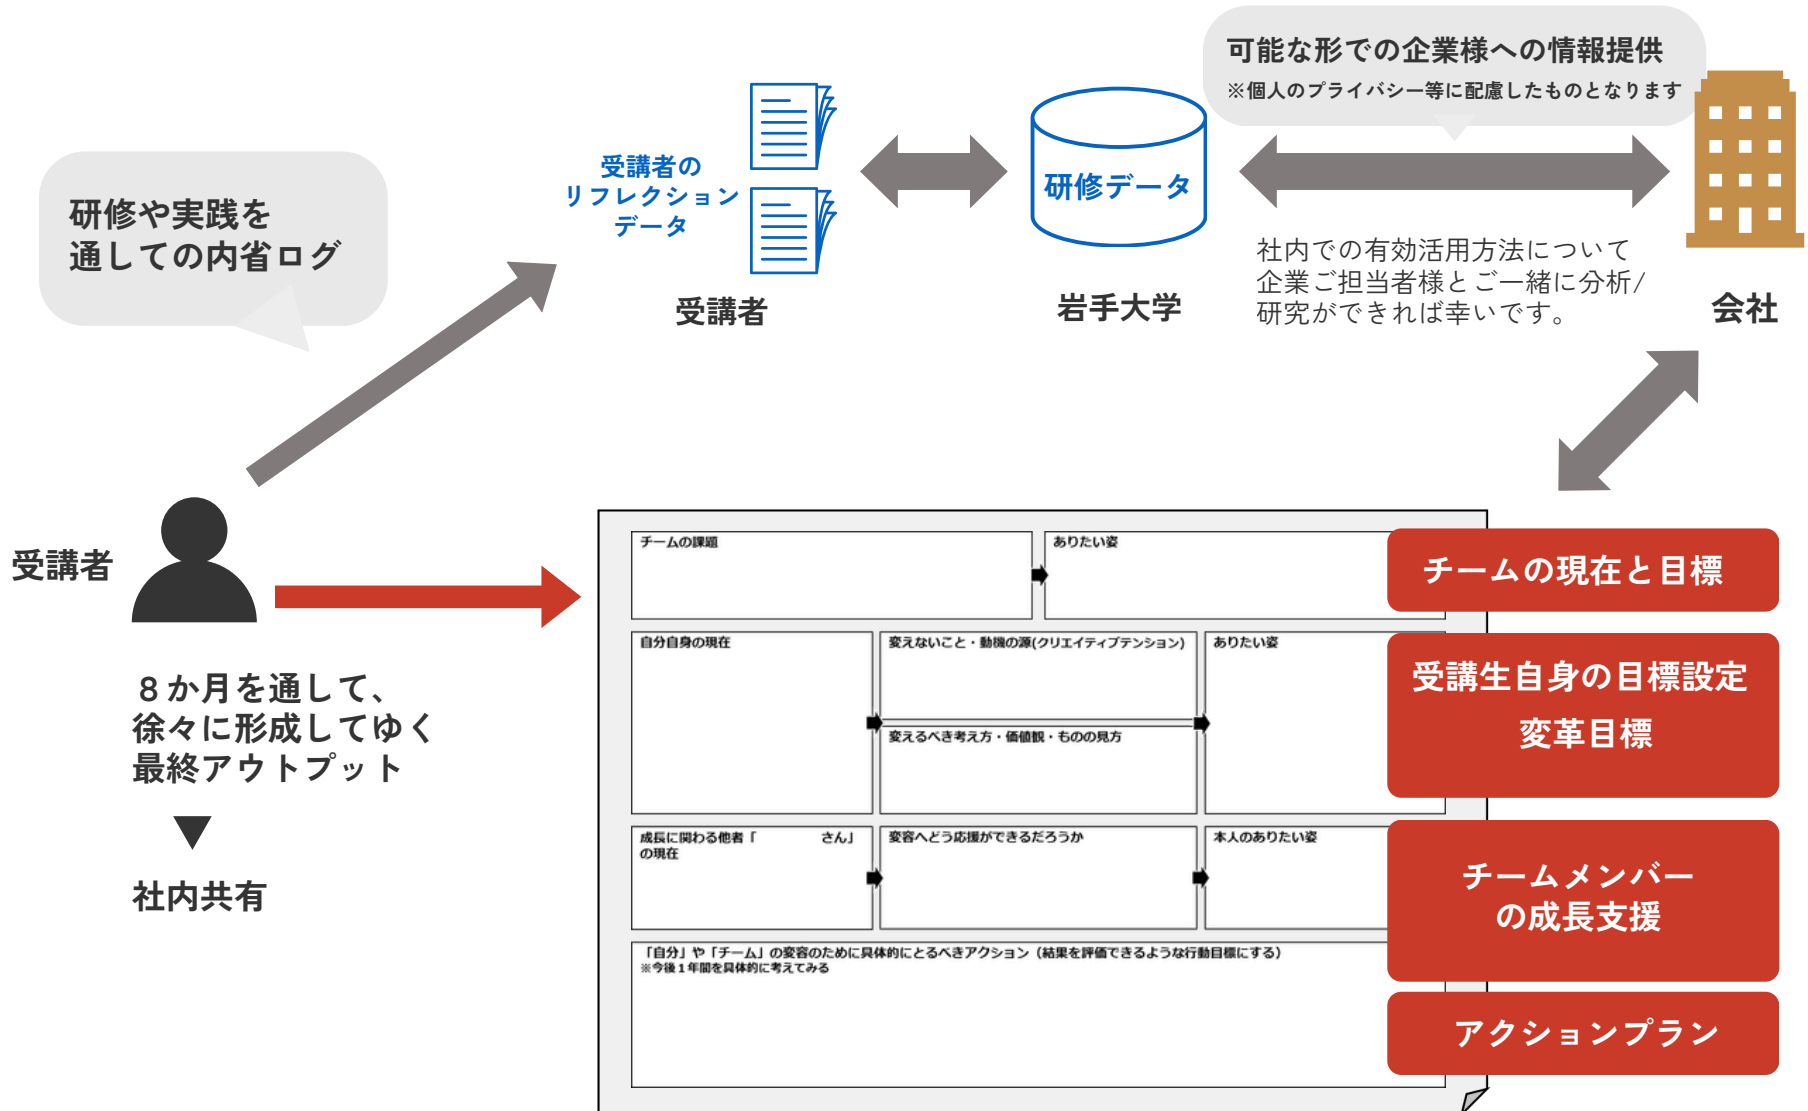 可能な形での企業様への情報提供
※個人のプライバシー等に配慮したものとなります
研修や実践を
通しての内省ログ
受講者の
リフレクション
データ
受講者
研修データ
岩手大学
社内での有効活用方法について
企業ご担当者様とご一緒に分析/
研究ができれば幸いです。
会社
受講者
８か月を通して、
徐々に形成してゆく
最終アウトプット
▼
社内共有
チームの課題
ありたい姿
チームの現在と目標
自分自身の現在
変えないこと・動機の源(クリエイティブテンション)
変えるべき考え方・価値観・ものの見方
ありたい姿
受講生自身の目標設定
変革目標
成長に関わる他者「　　　　さん」
の現在
変容へどう応援ができるだろうか
本人のありたい姿
チームメンバー
の成長支援
「自分」や「チーム」の変容のために具体的にとるべきアクション（結果を評価できるような行動目標にする）
※今後１年間を具体的に考えてみる
アクションプラン